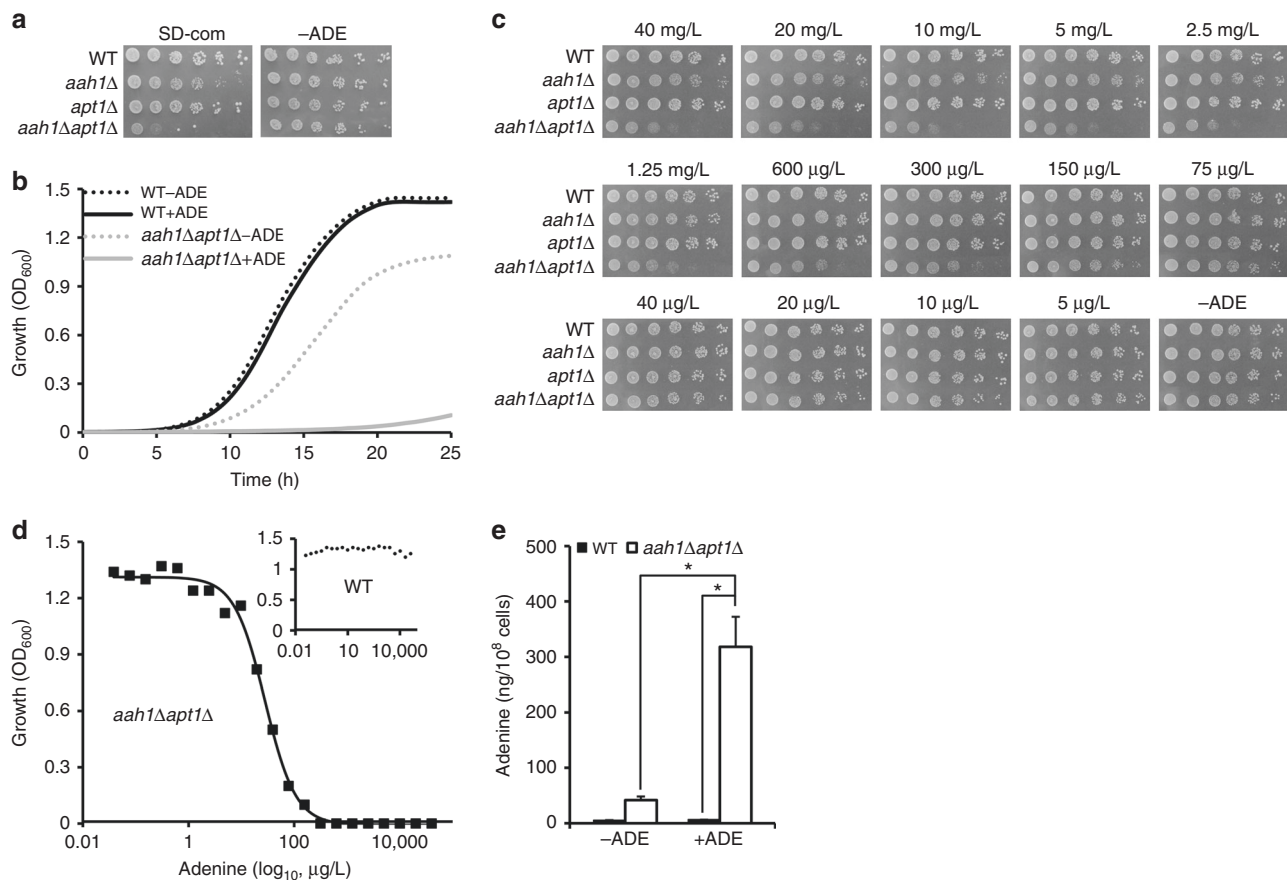 a
SD-com –ADE
WT
aah1Δ
apt1Δ
aah1Δapt1Δ
b
1.5
1.2
0.9
0.6
0.3
0
Growth (OD600)
WT–ADE
WT+ADE
aah1Δapt1Δ–ADE
aah1Δapt1Δ+ADE
0 5 10 15 20 25
Time (h)
c
40 mg/L 20 mg/L 10 mg/L 5 mg/L 2.5 mg/L
WT
aah1Δ
apt1Δ
aah1Δapt1Δ
1.25 mg/L 600 μg/L 300 μg/L 150 μg/L 75 μg/L
WT
aah1Δ
apt1Δ
aah1Δapt1Δ
40 μg/L 20 μg/L 10 μg/L 5 μg/L –ADE
WT
aah1Δ
apt1Δ
aah1Δapt1Δ
d
1.5
1.2
0.9
0.6
0.3
0
Growth (OD600)
aah1Δapt1Δ
0.01 1 100 10,000
Adenine (log10, μg/L)
1.5
1.5
1
0.5
0
WT
0.01 10 10,000
e
WT aah1Δapt1Δ
500
400
300
200
100
0
Adenine (ng/10^8 cells)
*
*
–ADE +ADE